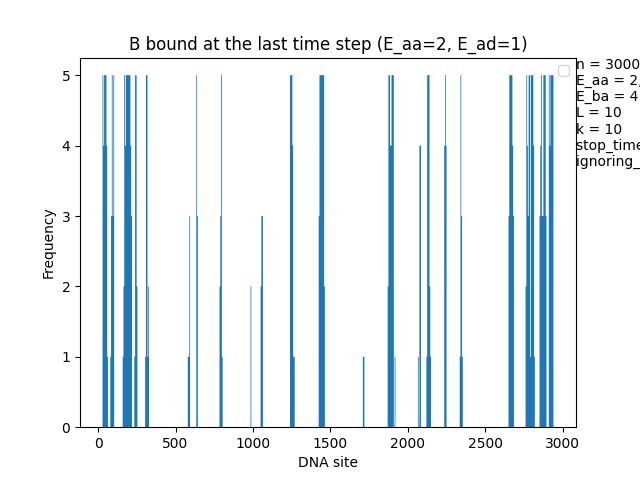 B bound at the last time step (E_aa=2, E_ad=1)
n = 3000
E_aa = 2,
E_ba = 4
L = 10
k = 10
stop_time
ignoring_
5
4
3
2
1
0
Frequency
0 500 1000 1500 2000 2500 3000
DNA site